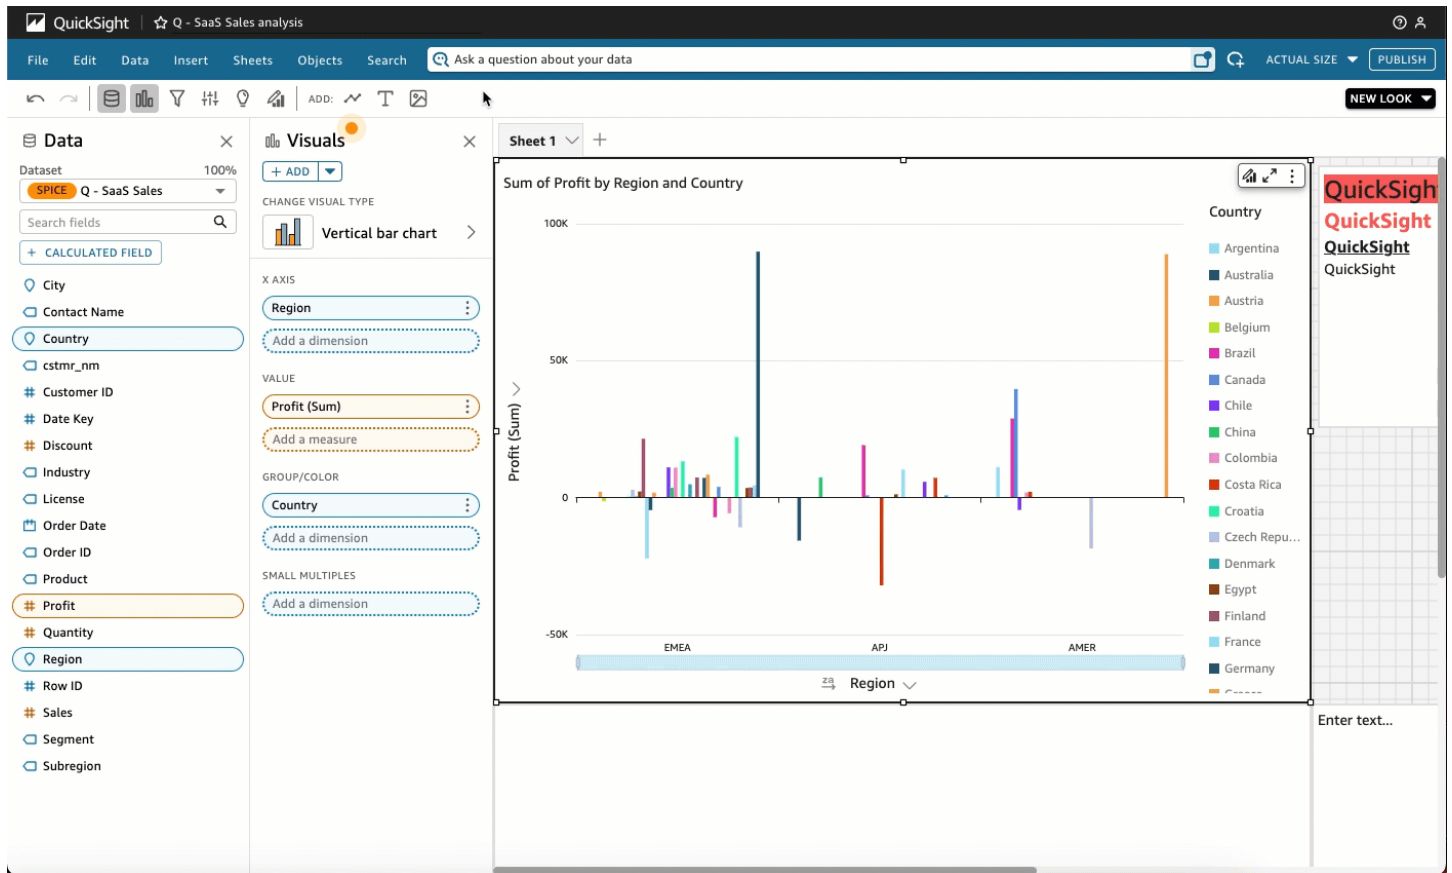 QuickSight
Q - SaaS Sales analysis
File Edit Data Insert Sheets Objects Search
Ask a question about your data
ACTUAL SIZE
PUBLISH
ADD:
NEW LOOK
Data
Dataset 100%
SPICE Q - SaaS Sales
Search fields
+ CALCULATED FIELD
City
Contact Name
Country
cstmr_nm
Customer ID
Date Key
Discount
Industry
License
Order Date
Order ID
Product
Profit
Quantity
Region
Row ID
Sales
Segment
Subregion
Visuals
+ ADD
CHANGE VISUAL TYPE
Vertical bar chart
X AXIS
Region
Add a dimension
VALUE
Profit (Sum)
Add a measure
GROUP/COLOR
Country
Add a dimension
SMALL MULTIPLES
Add a dimension
Sheet 1
Sum of Profit by Region and Country
100K
50K
0
-50K
Profit (Sum)
EMEA APJ AMER
Region
Country
Argentina
Australia
Austria
Belgium
Brazil
Canada
Chile
China
Colombia
Costa Rica
Croatia
Czech Repu...
Denmark
Egypt
Finland
France
Germany
QuickSigh
QuickSight
QuickSight
QuickSight
Enter text...